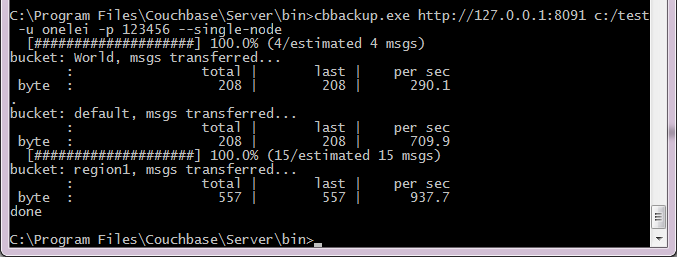 C:\Program Files\Couchbase\Server\bin>cbbackup.exe http://127.0.0.1:8091 c:/test
 -u onelei -p 123456 --single-node
  [####################] 100.0% (4/estimated 4 msgs)
bucket: World, msgs transferred...
       :                total |       last |    per sec
 byte  :                  208 |        208 |      290.1
.
bucket: default, msgs transferred...
       :                total |       last |    per sec
 byte  :                  208 |        208 |      709.9
  [####################] 100.0% (15/estimated 15 msgs)
bucket: region1, msgs transferred...
       :                total |       last |    per sec
 byte  :                  557 |        557 |      937.7
done
C:\Program Files\Couchbase\Server\bin>